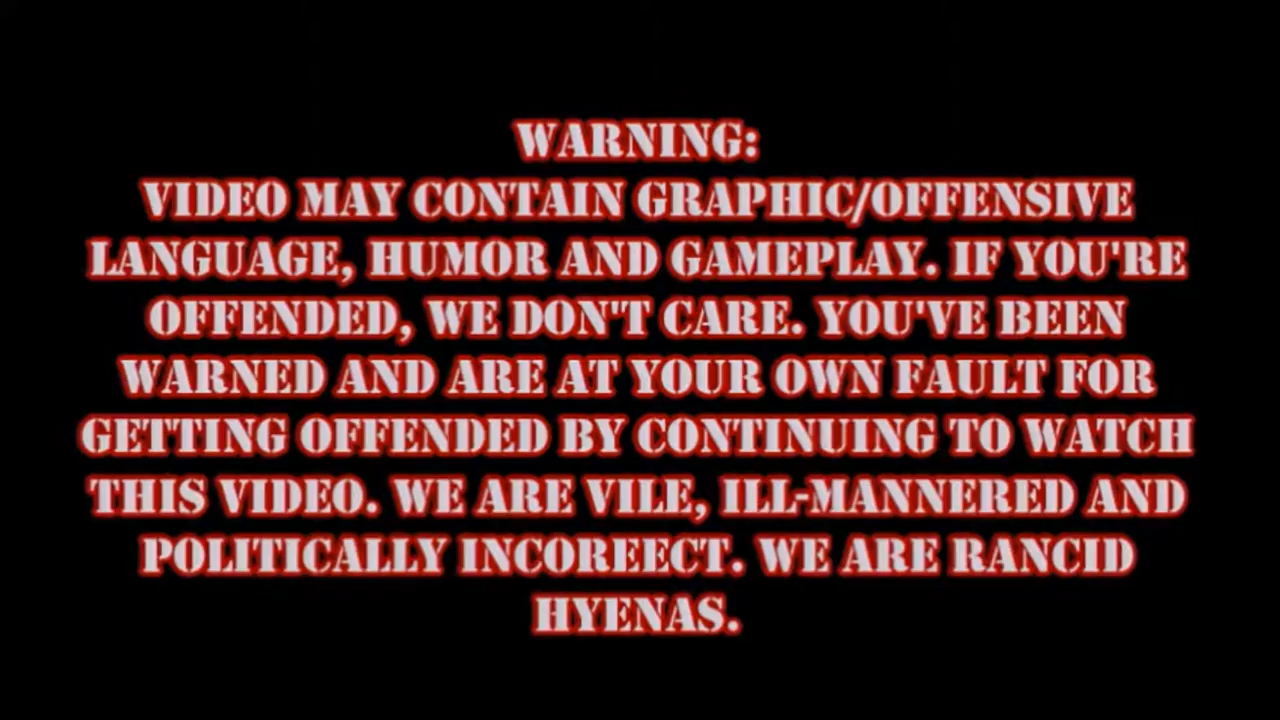 WARNING:
VIDEO MAY CONTAIN GRAPHIC/OFFENSIVE
LANGUAGE, HUMOR AND GAMEPLAY. IF YOU'RE
OFFENDED, WE DON'T CARE. YOU'VE BEEN
WARNED AND ARE AT YOUR OWN FAULT FOR
GETTING OFFENDED BY CONTINUING TO WATCH
THIS VIDEO. WE ARE VILE, ILL-MANNERED AND
POLITICALLY INCOREECT. WE ARE RANCID
HYENAS.